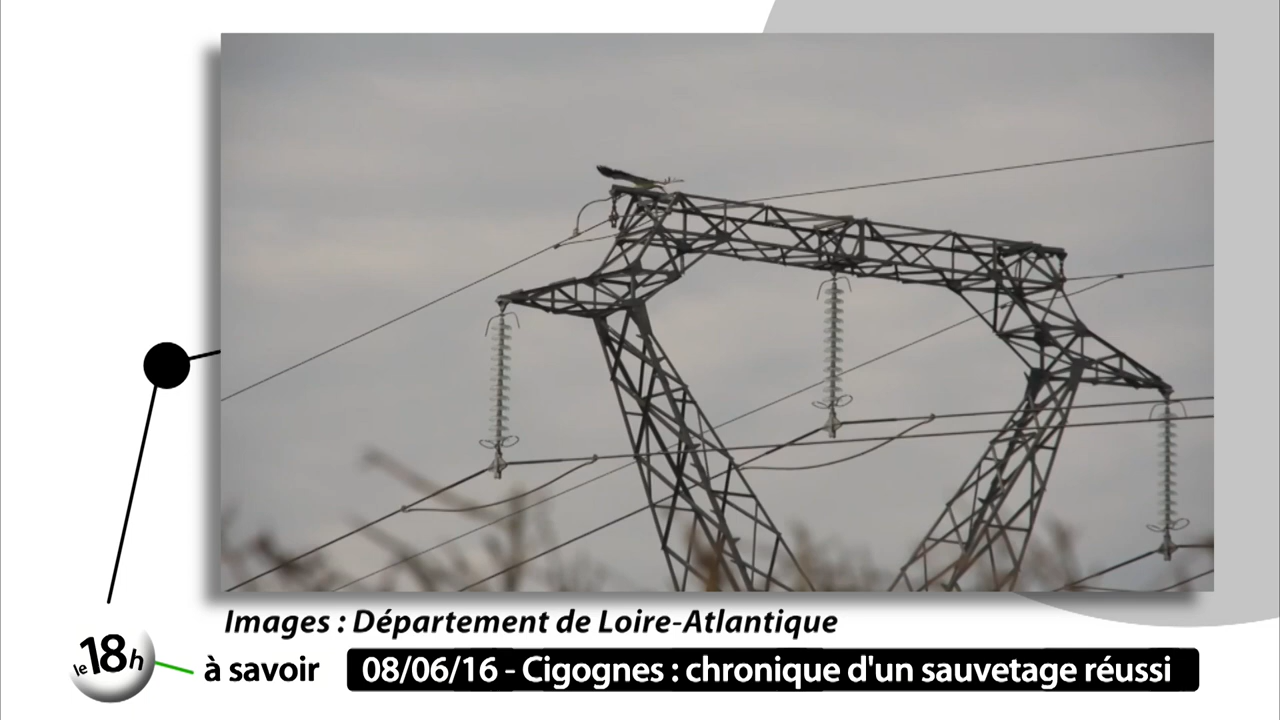 Images : Département de Loire-Atlantique
le 18h
à savoir
08/06/16 - Cigognes : chronique d'un sauvetage réussi